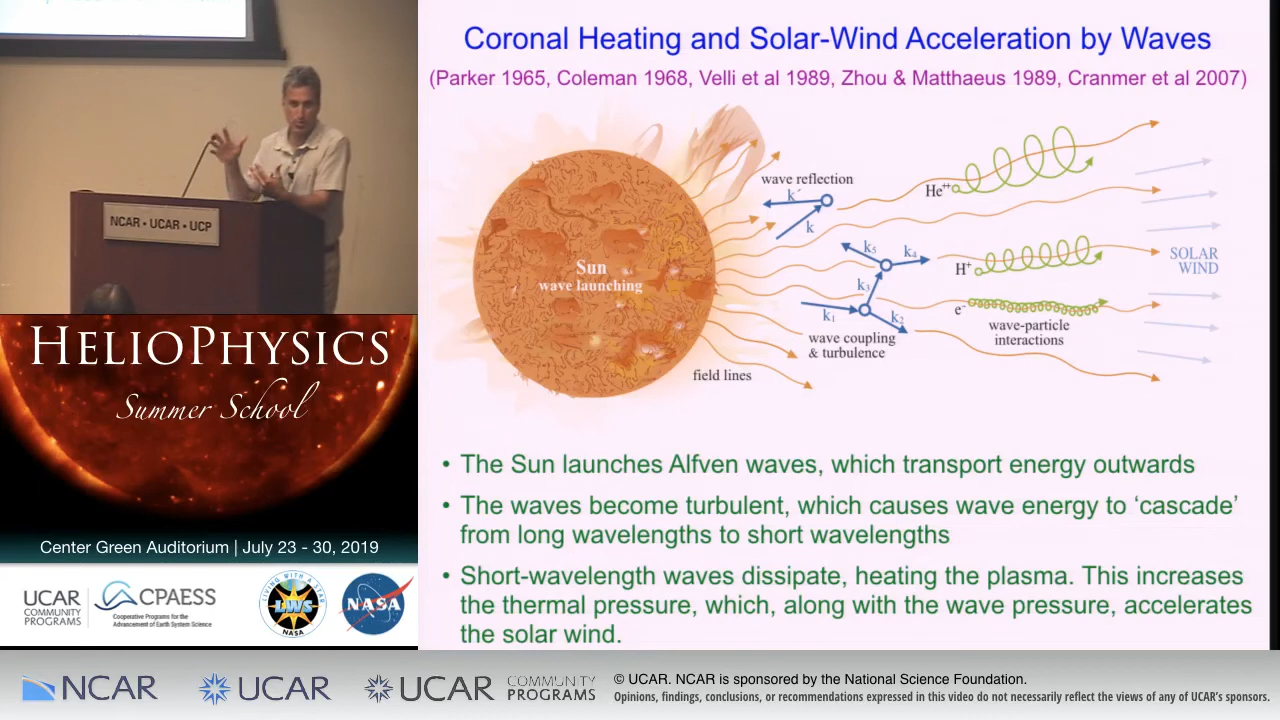 NCAR • UCAR • UCP
HELIOPHYSICS
Summer School
Center Green Auditorium | July 23 - 30, 2019
UCAR
COMMUNITY
PROGRAMS
CPAESS
Cooperative Programs for the
Advancement of Earth System Science
LIVING WITH A STAR
LWS
NASA
NASA
Coronal Heating and Solar-Wind Acceleration by Waves
(Parker 1965, Coleman 1968, Velli et al 1989, Zhou & Matthaeus 1989, Cranmer et al 2007)
wave reflection
k´
k
He++
k5
k4
k3
H+
SOLAR
WIND
Sun
wave launching
k1
k2
e-
wave-particle
interactions
wave coupling
& turbulence
field lines
• The Sun launches Alfven waves, which transport energy outwards
• The waves become turbulent, which causes wave energy to ‘cascade’
from long wavelengths to short wavelengths
• Short-wavelength waves dissipate, heating the plasma. This increases
the thermal pressure, which, along with the wave pressure, accelerates
the solar wind.
NCAR
UCAR
UCAR
COMMUNITY
PROGRAMS
© UCAR. NCAR is sponsored by the National Science Foundation.
Opinions, findings, conclusions, or recommendations expressed in this video do not necessarily reflect the views of any of UCAR's sponsors.